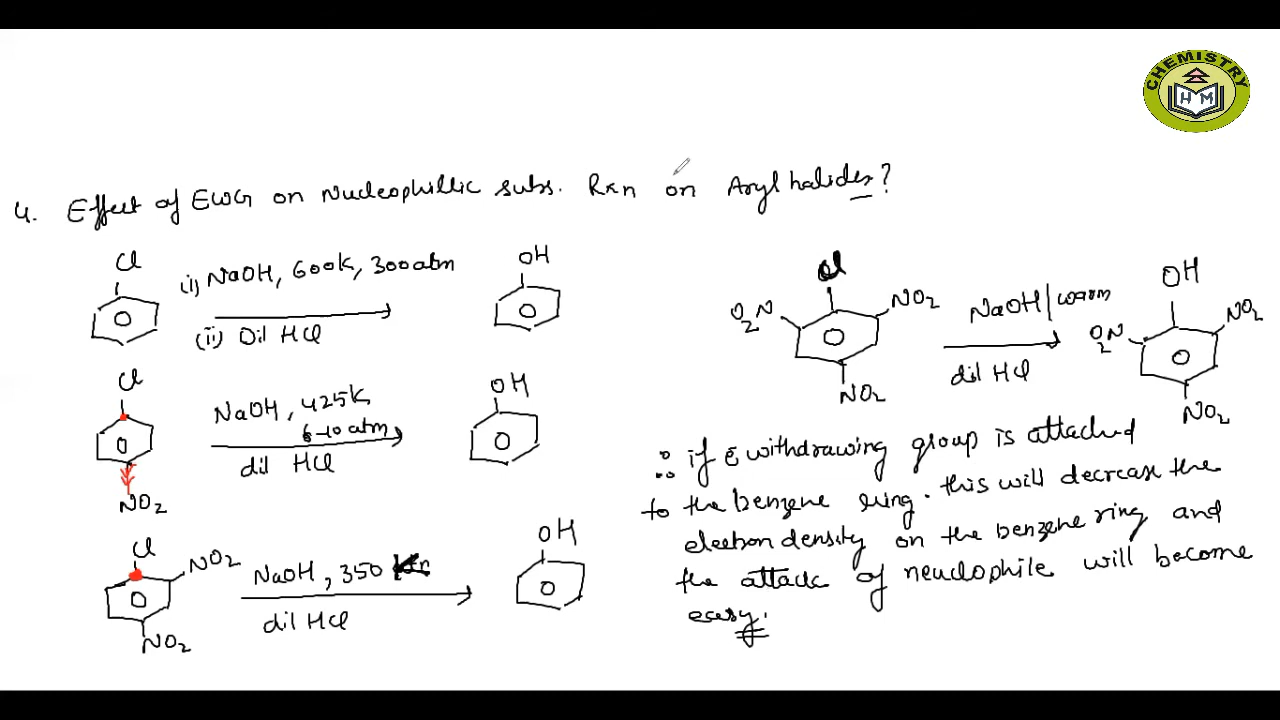 CHEMISTRY
H M
4. Effect of EWG on Nucleophillic subs. Rxn on Aryl halides?
Cl
(i) NaOH, 600K, 300atm
(ii) Dil HCl
OH
Cl
NO2
NaOH, 425K,
6-10 atm
dil HCl
OH
Cl
NO2
NO2
NaOH, 350
dil HCl
OH
Cl
O2N
NO2
NO2
NaOH/warm
dil HCl
OH
O2N
NO2
NO2
∴ if e withdrawing group is attached
to the benzene ring. this will decrease the
electron density on the benzene ring and
the attack of neuclophile will become
easy.